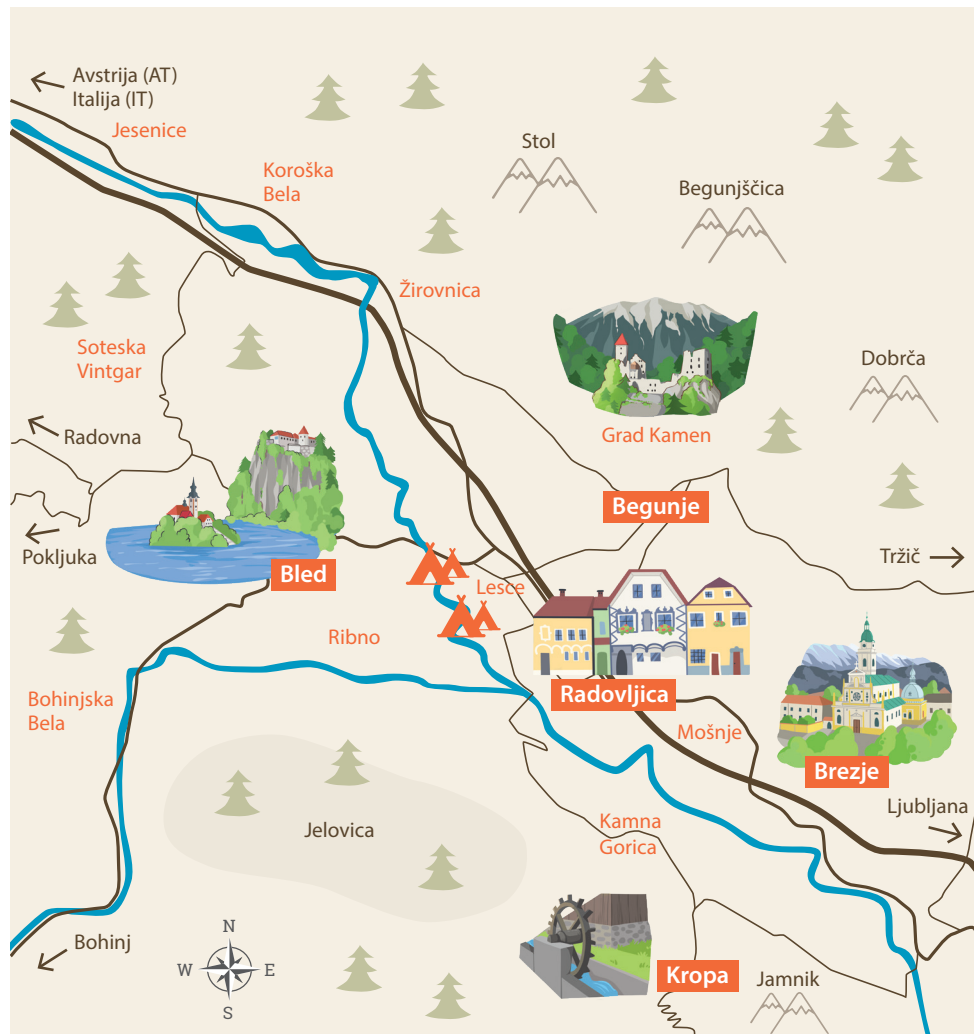 Avstrija (AT)
Italija (IT)
Jesenice
Koroška
Bela
Stol
Begunjščica
Žirovnica
Soteska
Vintgar
Dobrča
Radovna
Grad Kamen
Begunje
Pokljuka
Bled
Lesce
Tržič
Ribno
Bohinjska
Bela
Radovljica
Mošnje
Brezje
Ljubljana
Jelovica
Kamna
Gorica
Bohinj
N
W
E
S
Kropa
Jamnik